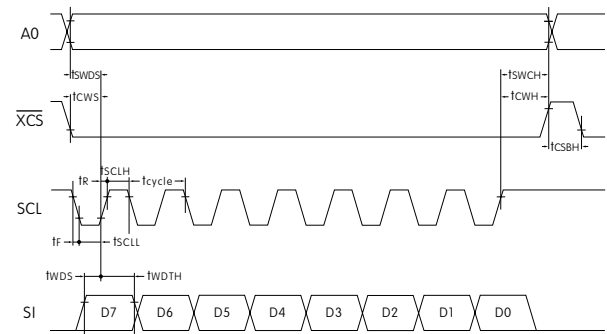 A0
tSWDS
tSWCH
tCWS
tCWH
XCS
tCSBH
tSCLH
tR
tcycle
SCL
tF
tSCLL
tWDS
tWDTH
SI
D7 D6 D5 D4 D3 D2 D1 D0